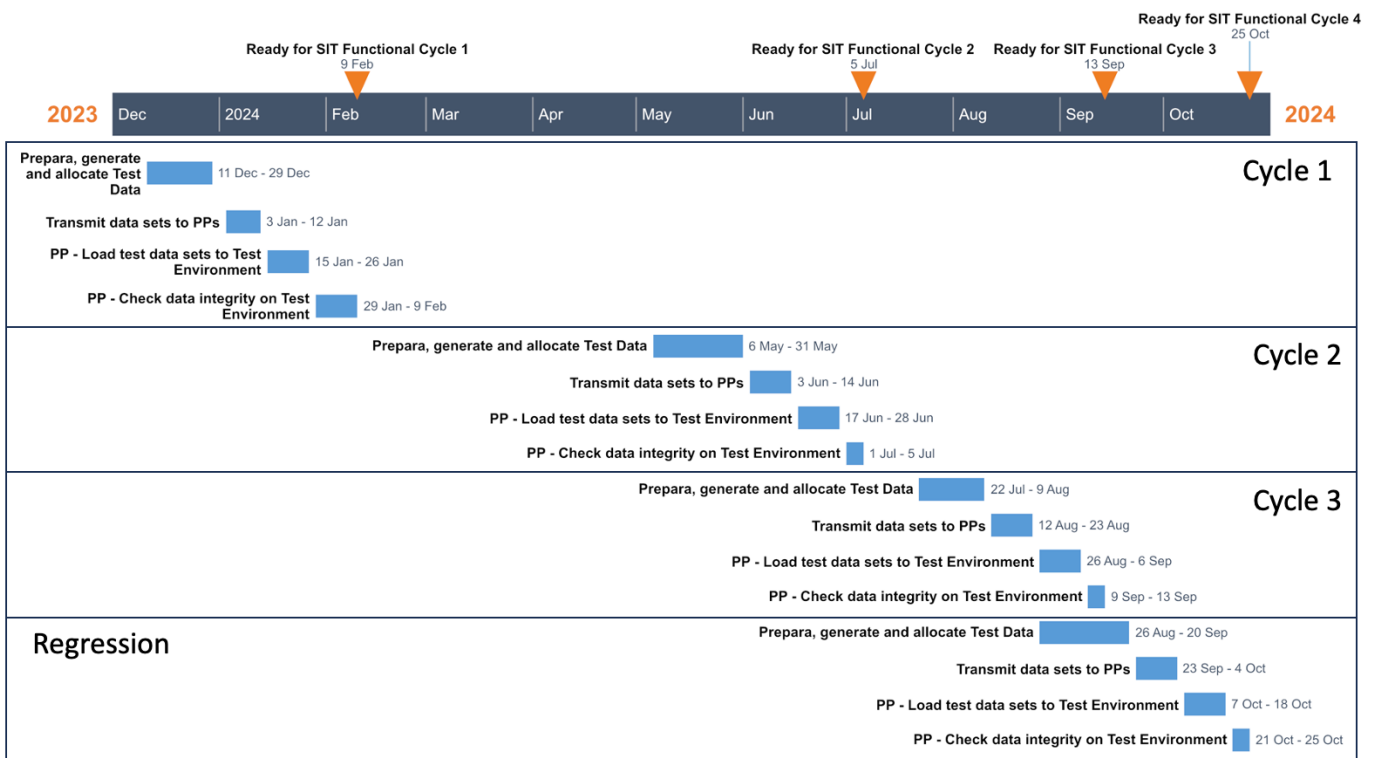 Ready for SIT Functional Cycle 4
25 Oct
Ready for SIT Functional Cycle 1
9 Feb
Ready for SIT Functional Cycle 2
5 Jul
Ready for SIT Functional Cycle 3
13 Sep
2023
Dec
2024
Feb
Mar
Apr
May
Jun
Jul
Aug
Sep
Oct
2024
Cycle 1
Prepara, generate
and allocate Test
Data
11 Dec - 29 Dec
Transmit data sets to PPs
3 Jan - 12 Jan
PP - Load test data sets to Test
Environment
15 Jan - 26 Jan
PP - Check data integrity on Test
Environment
29 Jan - 9 Feb
Cycle 2
Prepara, generate and allocate Test Data
6 May - 31 May
Transmit data sets to PPs
3 Jun - 14 Jun
PP - Load test data sets to Test Environment
17 Jun - 28 Jun
PP - Check data integrity on Test Environment
1 Jul - 5 Jul
Cycle 3
Prepara, generate and allocate Test Data
22 Jul - 9 Aug
Transmit data sets to PPs
12 Aug - 23 Aug
PP - Load test data sets to Test Environment
26 Aug - 6 Sep
PP - Check data integrity on Test Environment
9 Sep - 13 Sep
Regression
Prepara, generate and allocate Test Data
26 Aug - 20 Sep
Transmit data sets to PPs
23 Sep - 4 Oct
PP - Load test data sets to Test Environment
7 Oct - 18 Oct
PP - Check data integrity on Test Environment
21 Oct - 25 Oct